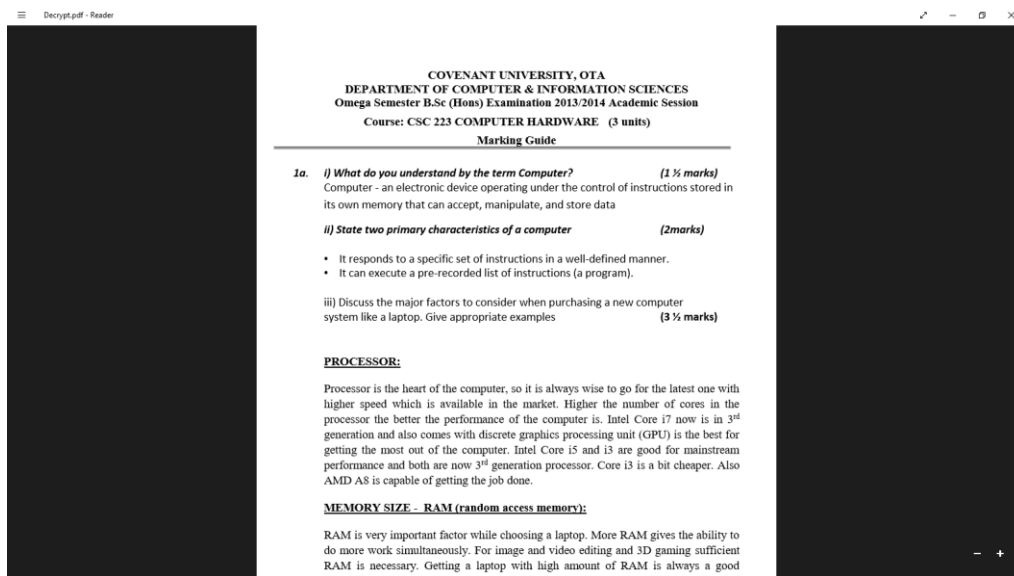 Decrypt.pdf - Reader
COVENANT UNIVERSITY, OTA
DEPARTMENT OF COMPUTER & INFORMATION SCIENCES
Omega Semester B.Sc (Hons) Examination 2013/2014 Academic Session
Course: CSC 223 COMPUTER HARDWARE (3 units)
Marking Guide
1a. i) What do you understand by the term Computer? (1 ½ marks)
Computer - an electronic device operating under the control of instructions stored in
its own memory that can accept, manipulate, and store data
ii) State two primary characteristics of a computer (2marks)
• It responds to a specific set of instructions in a well-defined manner.
• It can execute a pre-recorded list of instructions (a program).
iii) Discuss the major factors to consider when purchasing a new computer
system like a laptop. Give appropriate examples (3 ½ marks)
PROCESSOR:
Processor is the heart of the computer, so it is always wise to go for the latest one with
higher speed which is available in the market. Higher the number of cores in the
processor the better the performance of the computer is. Intel Core i7 now is in 3rd
generation and also comes with discrete graphics processing unit (GPU) is the best for
getting the most out of the computer. Intel Core i5 and i3 are good for mainstream
performance and both are now 3rd generation processor. Core i3 is a bit cheaper. Also
AMD A8 is capable of getting the job done.
MEMORY SIZE - RAM (random access memory):
RAM is very important factor while choosing a laptop. More RAM gives the ability to
do more work simultaneously. For image and video editing and 3D gaming sufficient
RAM is necessary. Getting a laptop with high amount of RAM is always a good